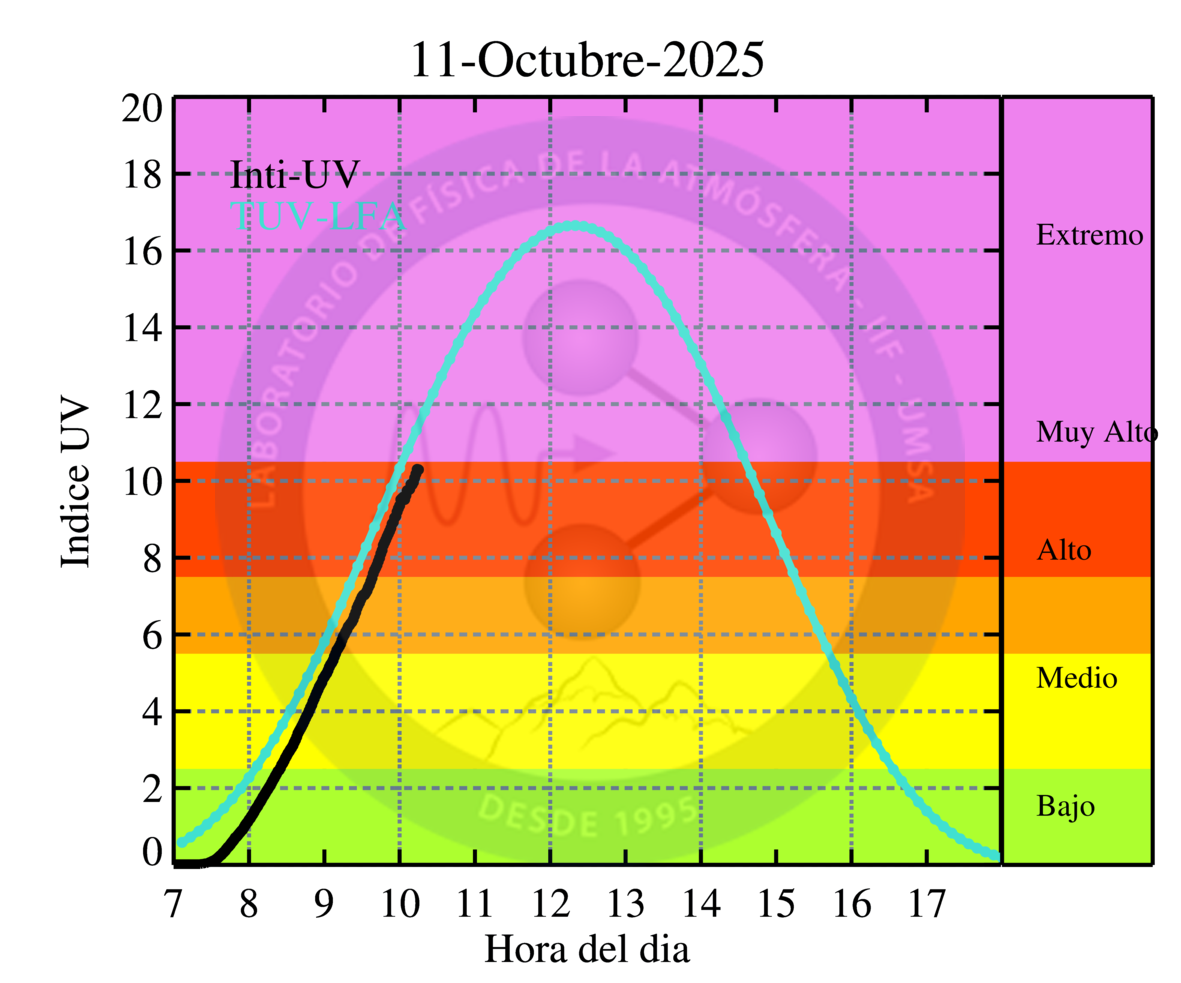 11-Octubre-2025
20
18
16
14
12
10
8
6
4
2
0
Indice UV
Inti-UV
TUV-LFA
LABORATORIO DE FÍSICA DE LA ATMÓSFERA - IIF - UMSA
DESDE 1995
Extremo
Muy Alto
Alto
Medio
Bajo
7 8 9 10 11 12 13 14 15 16 17
Hora del dia